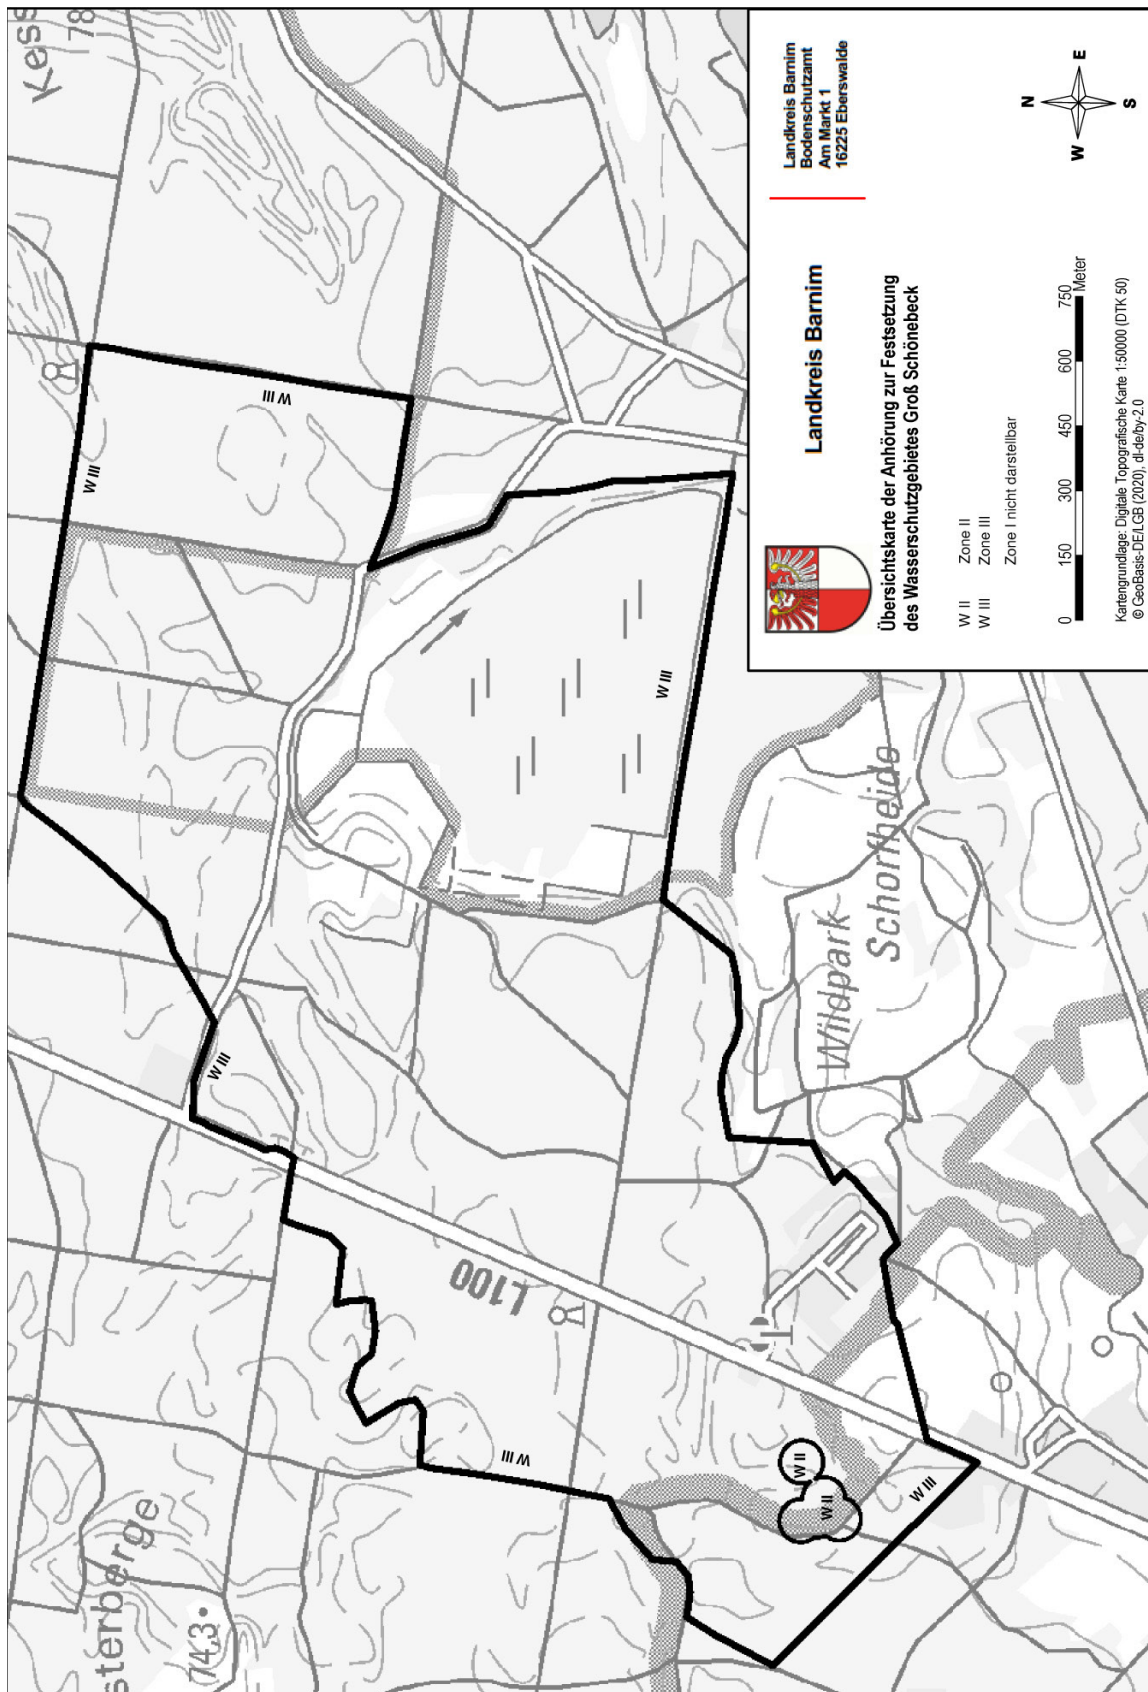 Kess
78
W III
W III
W III
W III
W III
W III
W II
W II
L100
sterberge
74,3
Wildpark
Schorfheide
Landkreis Barnim
Landkreis Barnim
Bodenschutzamt
Am Markt 1
16225 Eberswalde
Übersichtskarte der Anhörung zur Festsetzung
des Wasserschutzgebietes Groß Schönebeck
W II Zone II
W III Zone III
Zone I nicht darstellbar
N
W E
S
0 150 300 450 600 750
Meter
Kartengrundlage: Digitale Topografische Karte 1:50000 (DTK 50)
© GeoBasis-DE/LGB (2020), dl-de/by-2.0